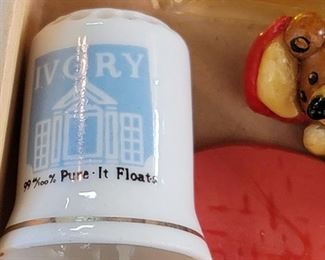 IVORY
99 44/100% Pure · It Floats